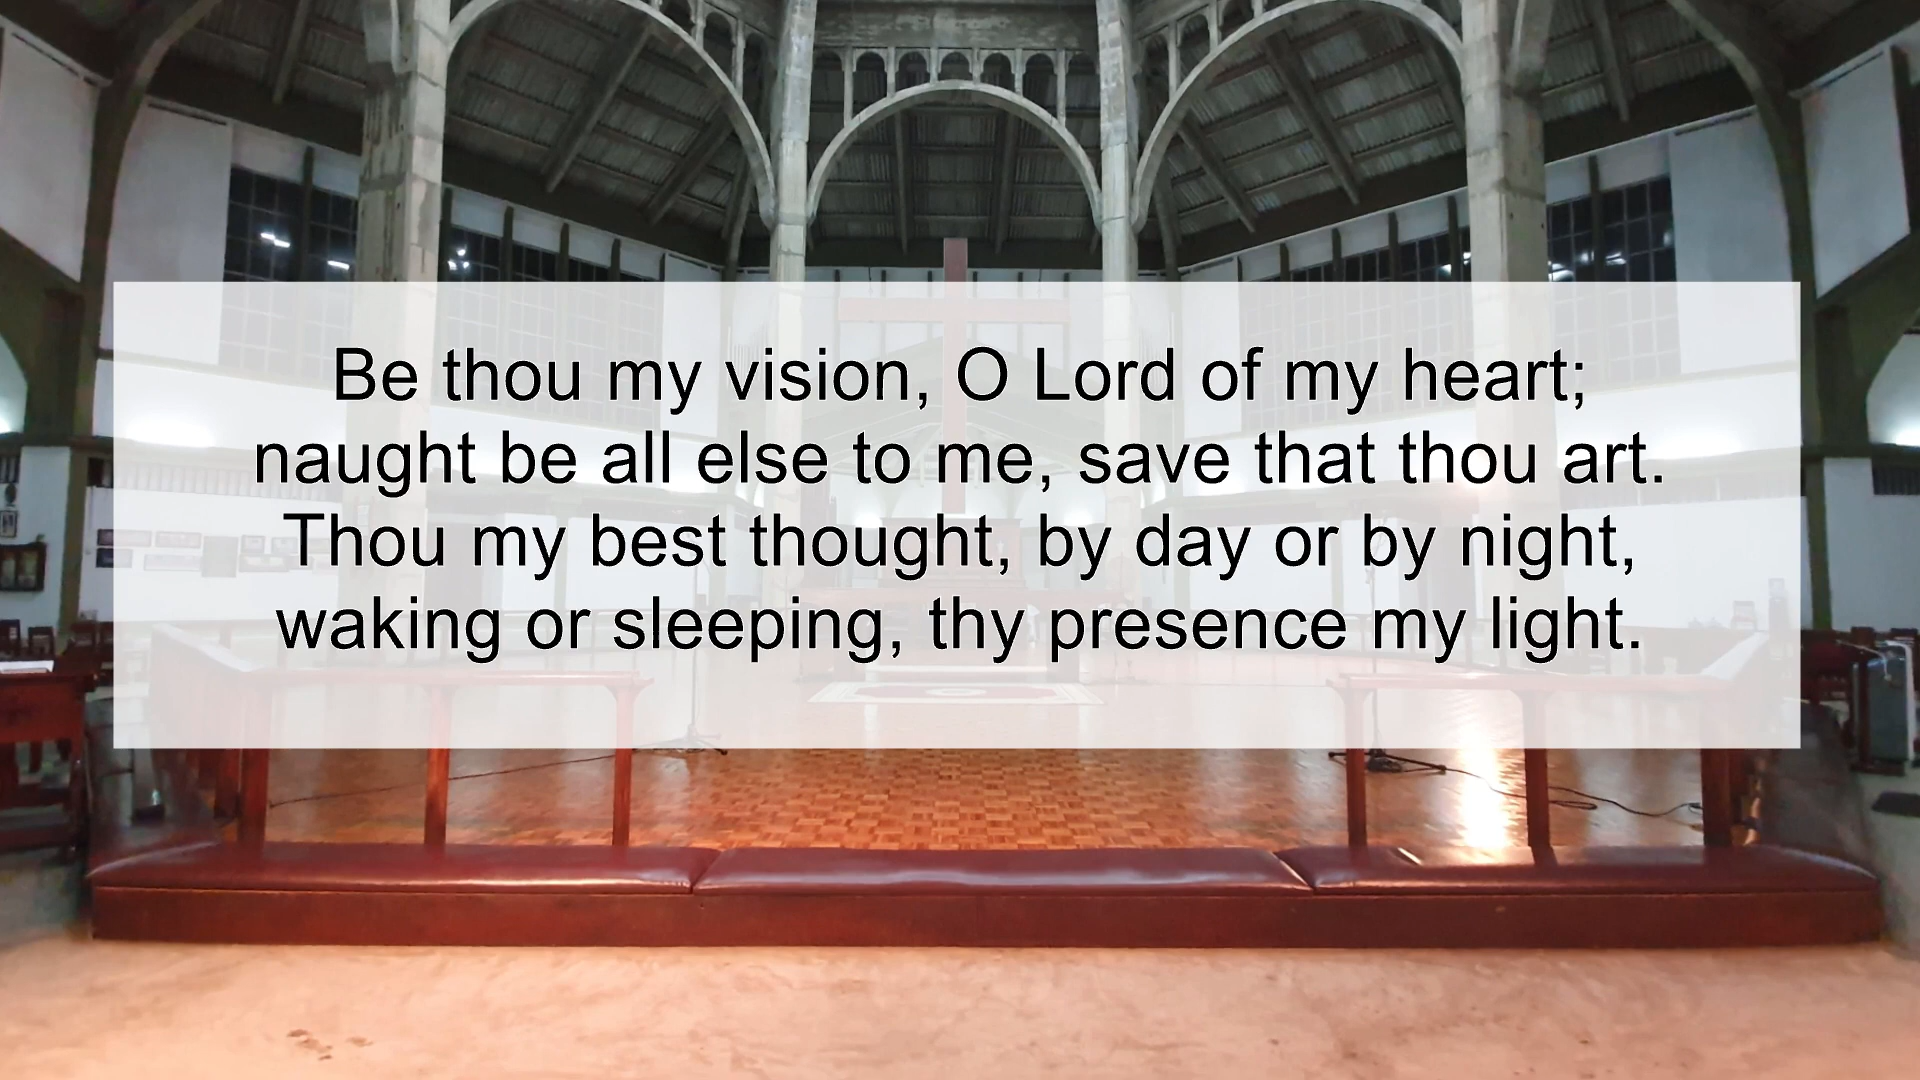 Be thou my vision, O Lord of my heart;
naught be all else to me, save that thou art.
Thou my best thought, by day or by night,
waking or sleeping, thy presence my light.